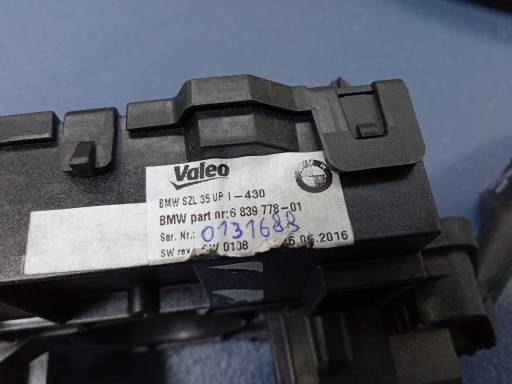 Valeo
BMW SZL 35 UP I-430
BMW part nr: 6 839 778-01
Ser. Nr.: 0131688
SW rev.: SW 0108 06.2016